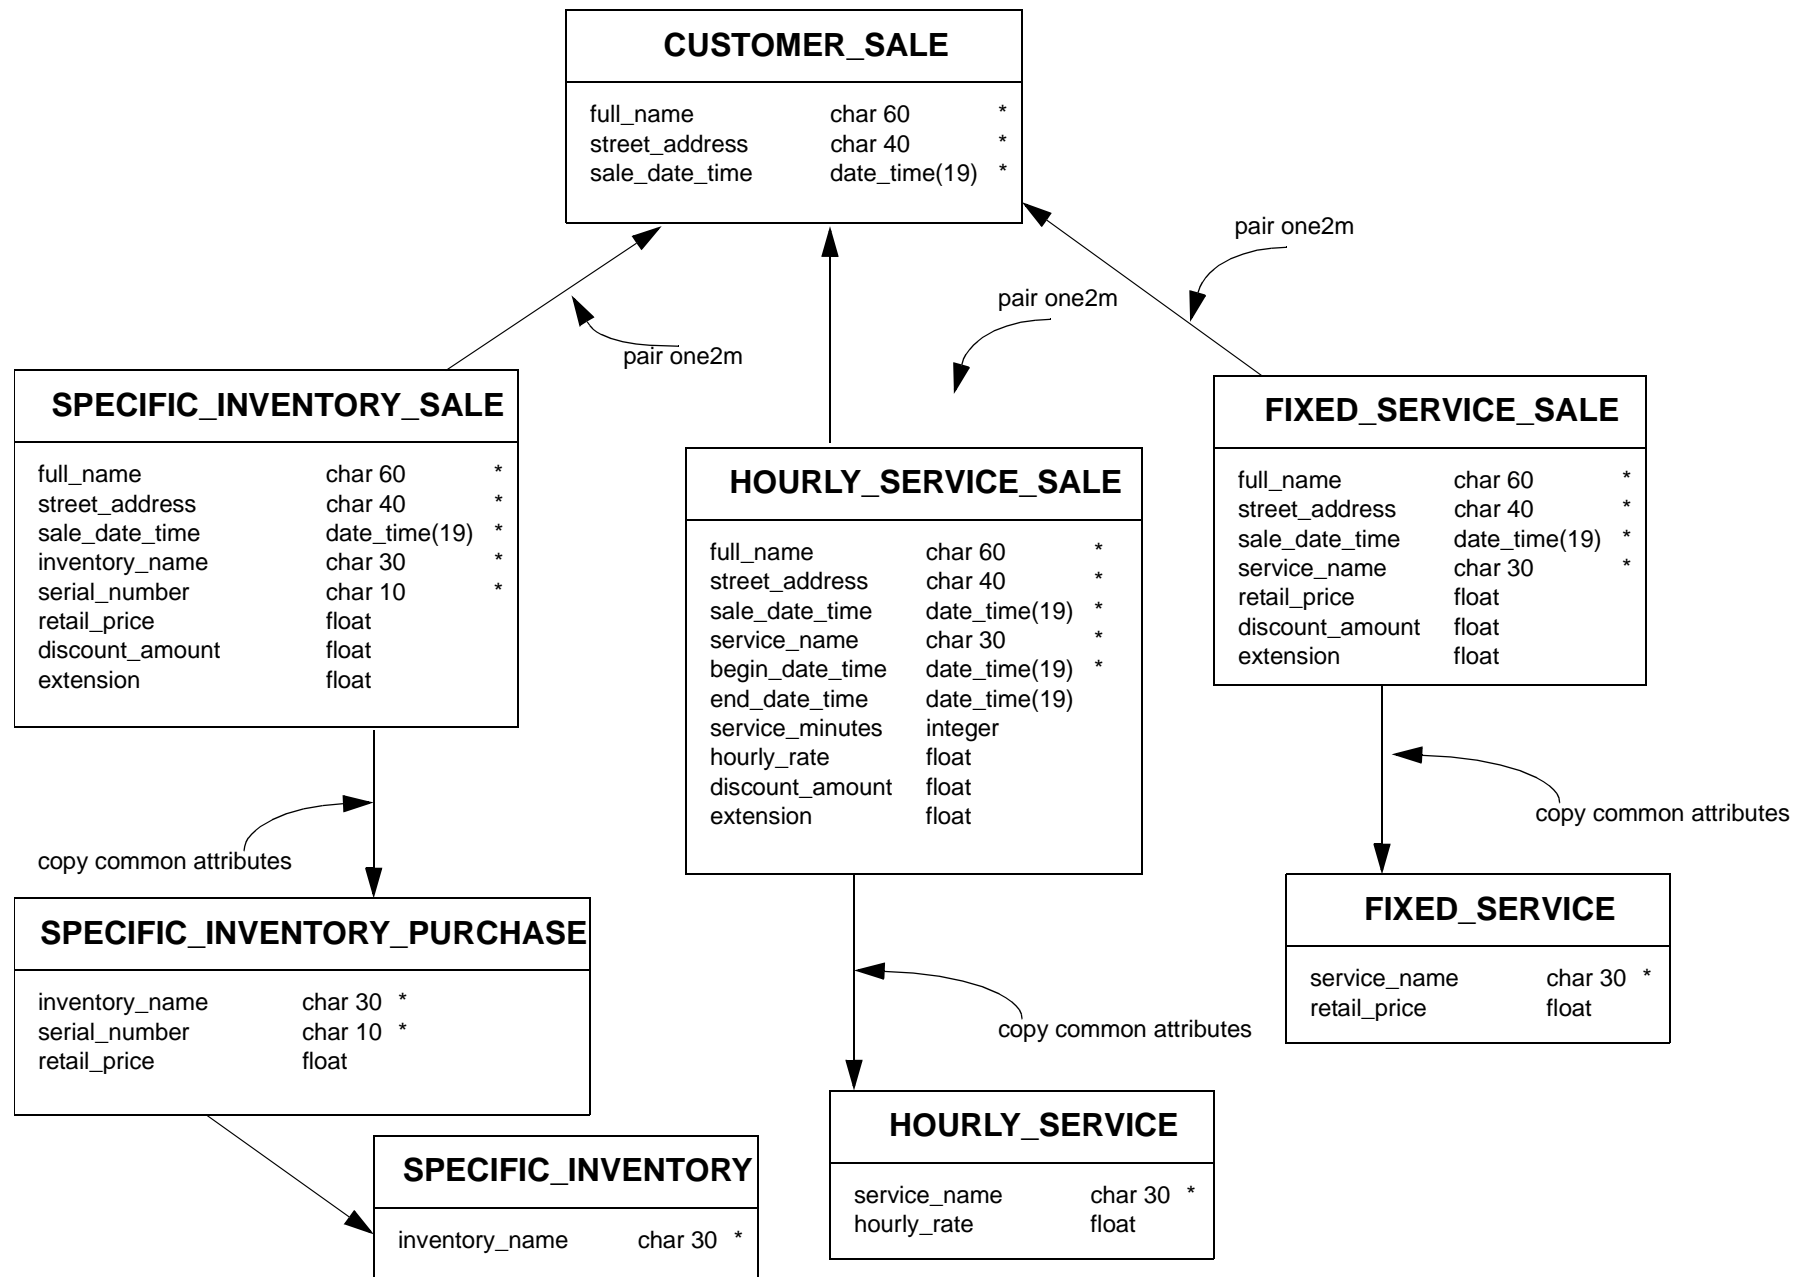 CUSTOMER_SALE
full_name char 60 *
street_address char 40 *
sale_date_time date_time(19) *
pair one2m
pair one2m
pair one2m
SPECIFIC_INVENTORY_SALE
full_name char 60 *
street_address char 40 *
sale_date_time date_time(19) *
inventory_name char 30 *
serial_number char 10 *
retail_price float
discount_amount float
extension float
HOURLY_SERVICE_SALE
full_name char 60 *
street_address char 40 *
sale_date_time date_time(19) *
service_name char 30 *
begin_date_time date_time(19) *
end_date_time date_time(19)
service_minutes integer
hourly_rate float
discount_amount float
extension float
FIXED_SERVICE_SALE
full_name char 60 *
street_address char 40 *
sale_date_time date_time(19) *
service_name char 30 *
retail_price float
discount_amount float
extension float
copy common attributes
copy common attributes
SPECIFIC_INVENTORY_PURCHASE
inventory_name char 30 *
serial_number char 10 *
retail_price float
FIXED_SERVICE
service_name char 30 *
retail_price float
copy common attributes
SPECIFIC_INVENTORY
inventory_name char 30 *
HOURLY_SERVICE
service_name char 30 *
hourly_rate float